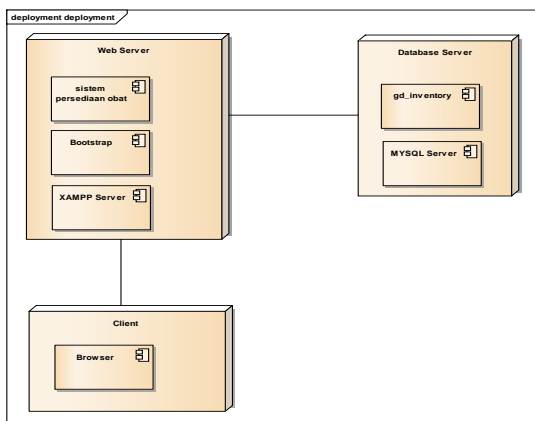 deployment deployment
Web Server
sistem
persediaan obat
Bootstrap
XAMPP Server
Database Server
gd_inventory
MYSQL Server
Client
Browser